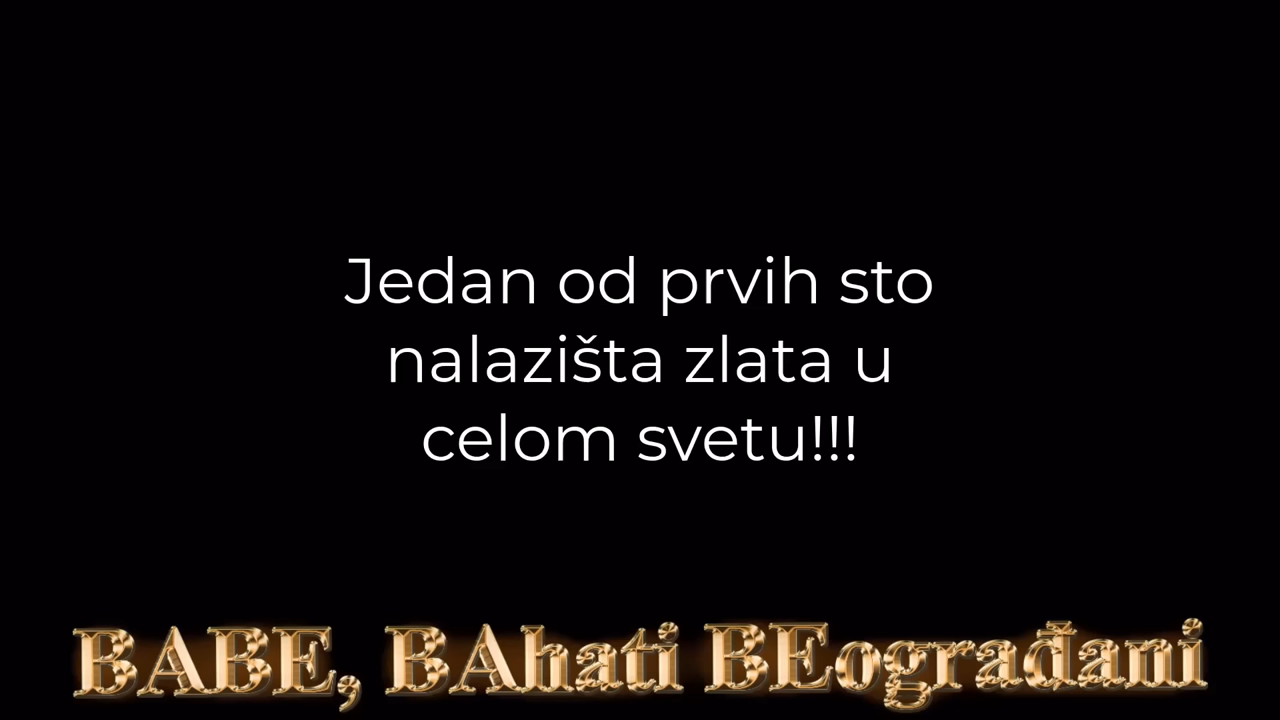 Jedan od prvih sto
nalazišta zlata u
celom svetu!!!
BABE, BAhati BEograđani